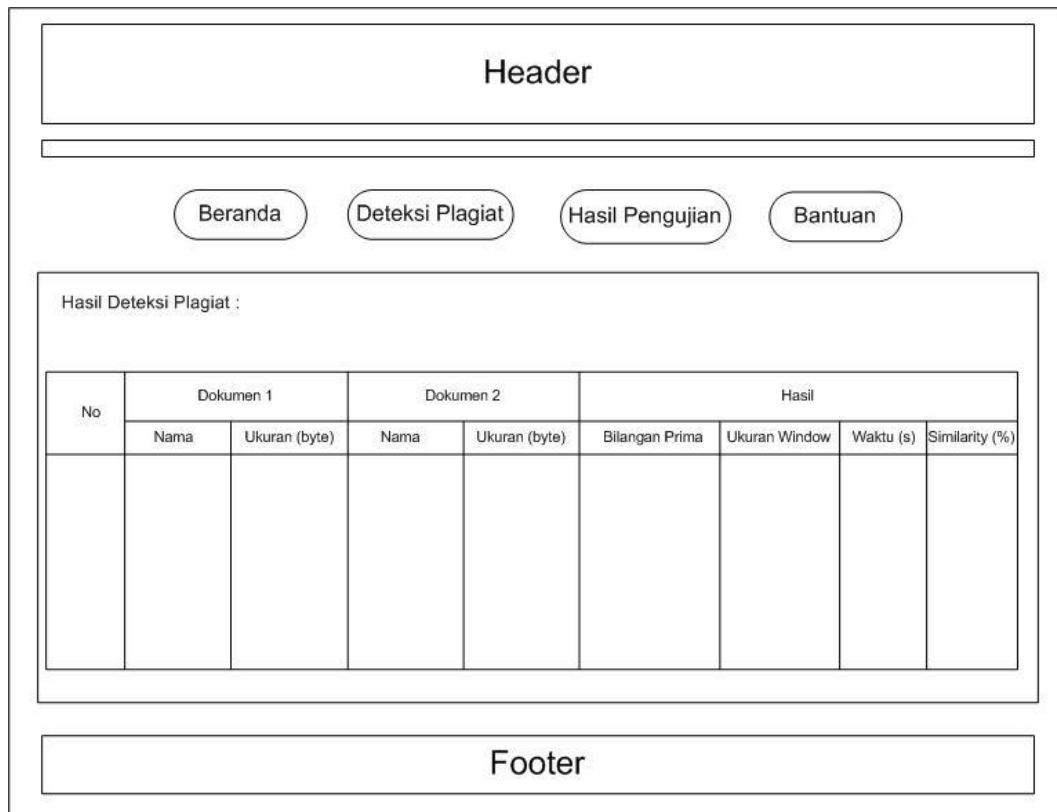 Header
Beranda Deteksi Plagiat Hasil Pengujian Bantuan
Hasil Deteksi Plagiat :
No Dokumen 1 Dokumen 2 Hasil
Nama Ukuran (byte) Nama Ukuran (byte) Bilangan Prima Ukuran Window Waktu (s) Similarity (%)
Footer